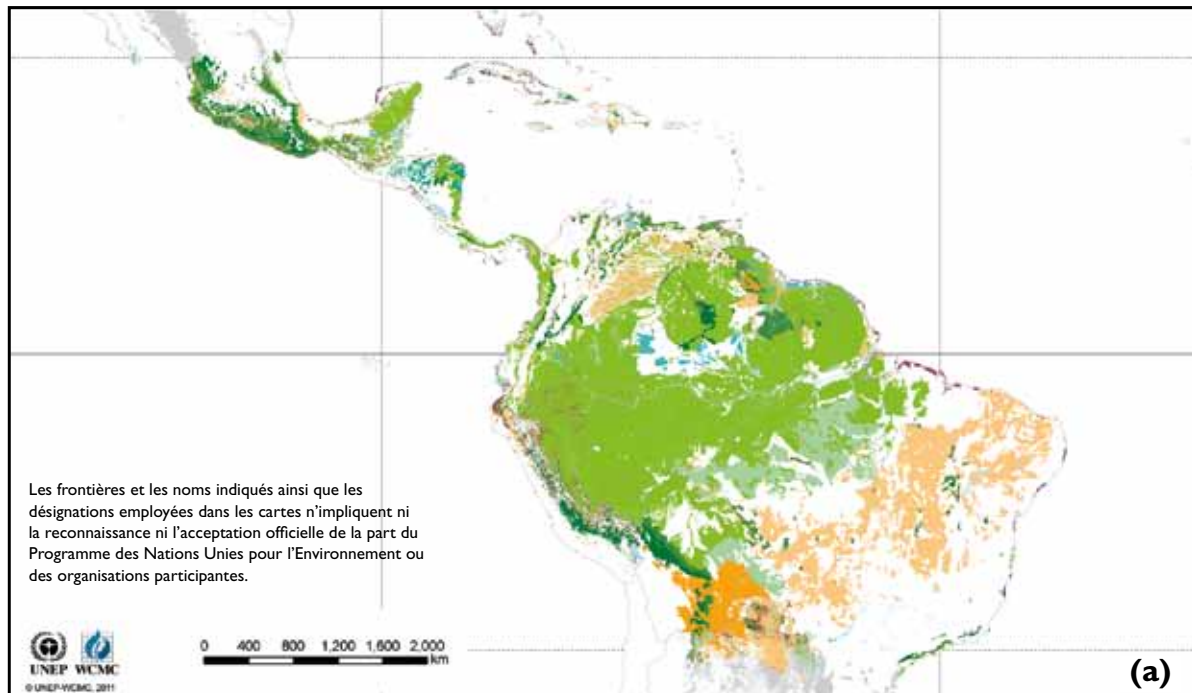 Les frontières et les noms indiqués ainsi que les
désignations employées dans les cartes n'impliquent ni
la reconnaissance ni l'acceptation officielle de la part du
Programme des Nations Unies pour l'Environnement ou
des organisations participantes.
UNEP WCMC
© UNEP-WCMC, 2011
0 400 800 1,200 1,600 2,000
km
(a)